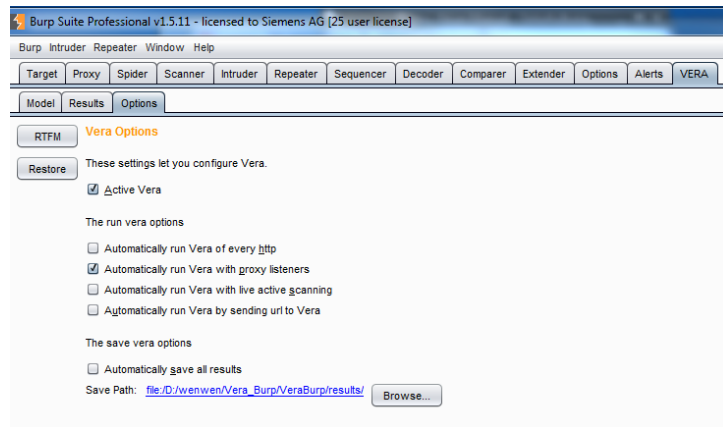 Burp Suite Professional v1.5.11 - licensed to Siemens AG [25 user license]
Burp Intruder Repeater Window Help
Target Proxy Spider Scanner Intruder Repeater Sequencer Decoder Comparer Extender Options Alerts VERA
Model Results Options
RTFM Vera Options
Restore These settings let you configure Vera.
Active Vera
The run vera options
Automatically run Vera of every http
Automatically run Vera with proxy listeners
Automatically run Vera with live active scanning
Automatically run Vera by sending url to Vera
The save vera options
Automatically save all results
Save Path: file:/D:/wenwen/Vera_Burp/VeraBurp/results/ Browse...